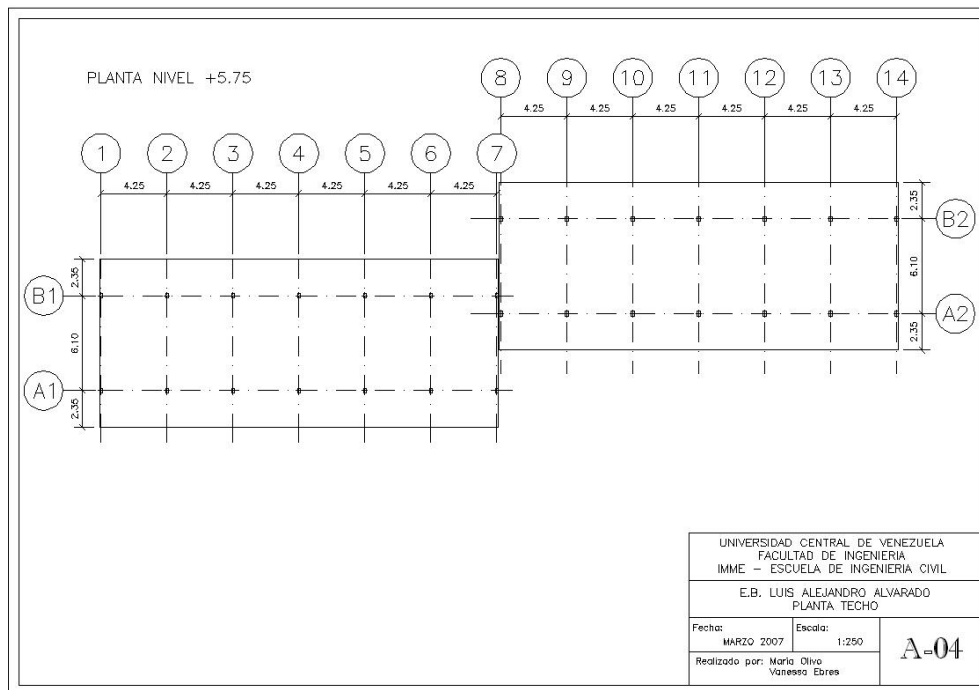 PLANTA NIVEL +5.75
8 9 10 11 12 13 14
4.25 4.25 4.25 4.25 4.25 4.25
1 2 3 4 5 6 7
4.25 4.25 4.25 4.25 4.25 4.25
2.35
B2
6.10
A2
2.35
2.35
B1
6.10
A1
2.35
UNIVERSIDAD CENTRAL DE VENEZUELA
FACULTAD DE INGENIERIA
IMME – ESCUELA DE INGENIERIA CIVIL
E.B. LUIS ALEJANDRO ALVARADO
PLANTA TECHO
Fecha:
MARZO 2007
Escala:
1:250
Realizado por: Maria Olivo
Vanessa Ebres
A-04